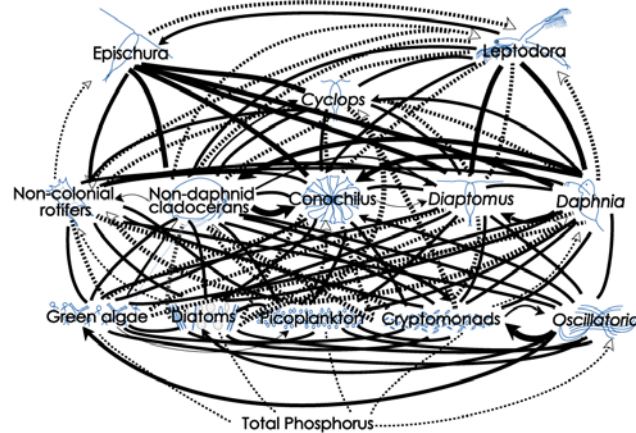 Epischura
Leptodora
Cyclops
Non-colonial
rotifers
Non-daphnid
cladocerans
Conochilus
Diaptomus
Daphnia
Green algae
Diatoms
Picoplankton
Cryptomonads
Oscillatoria
Total Phosphorus